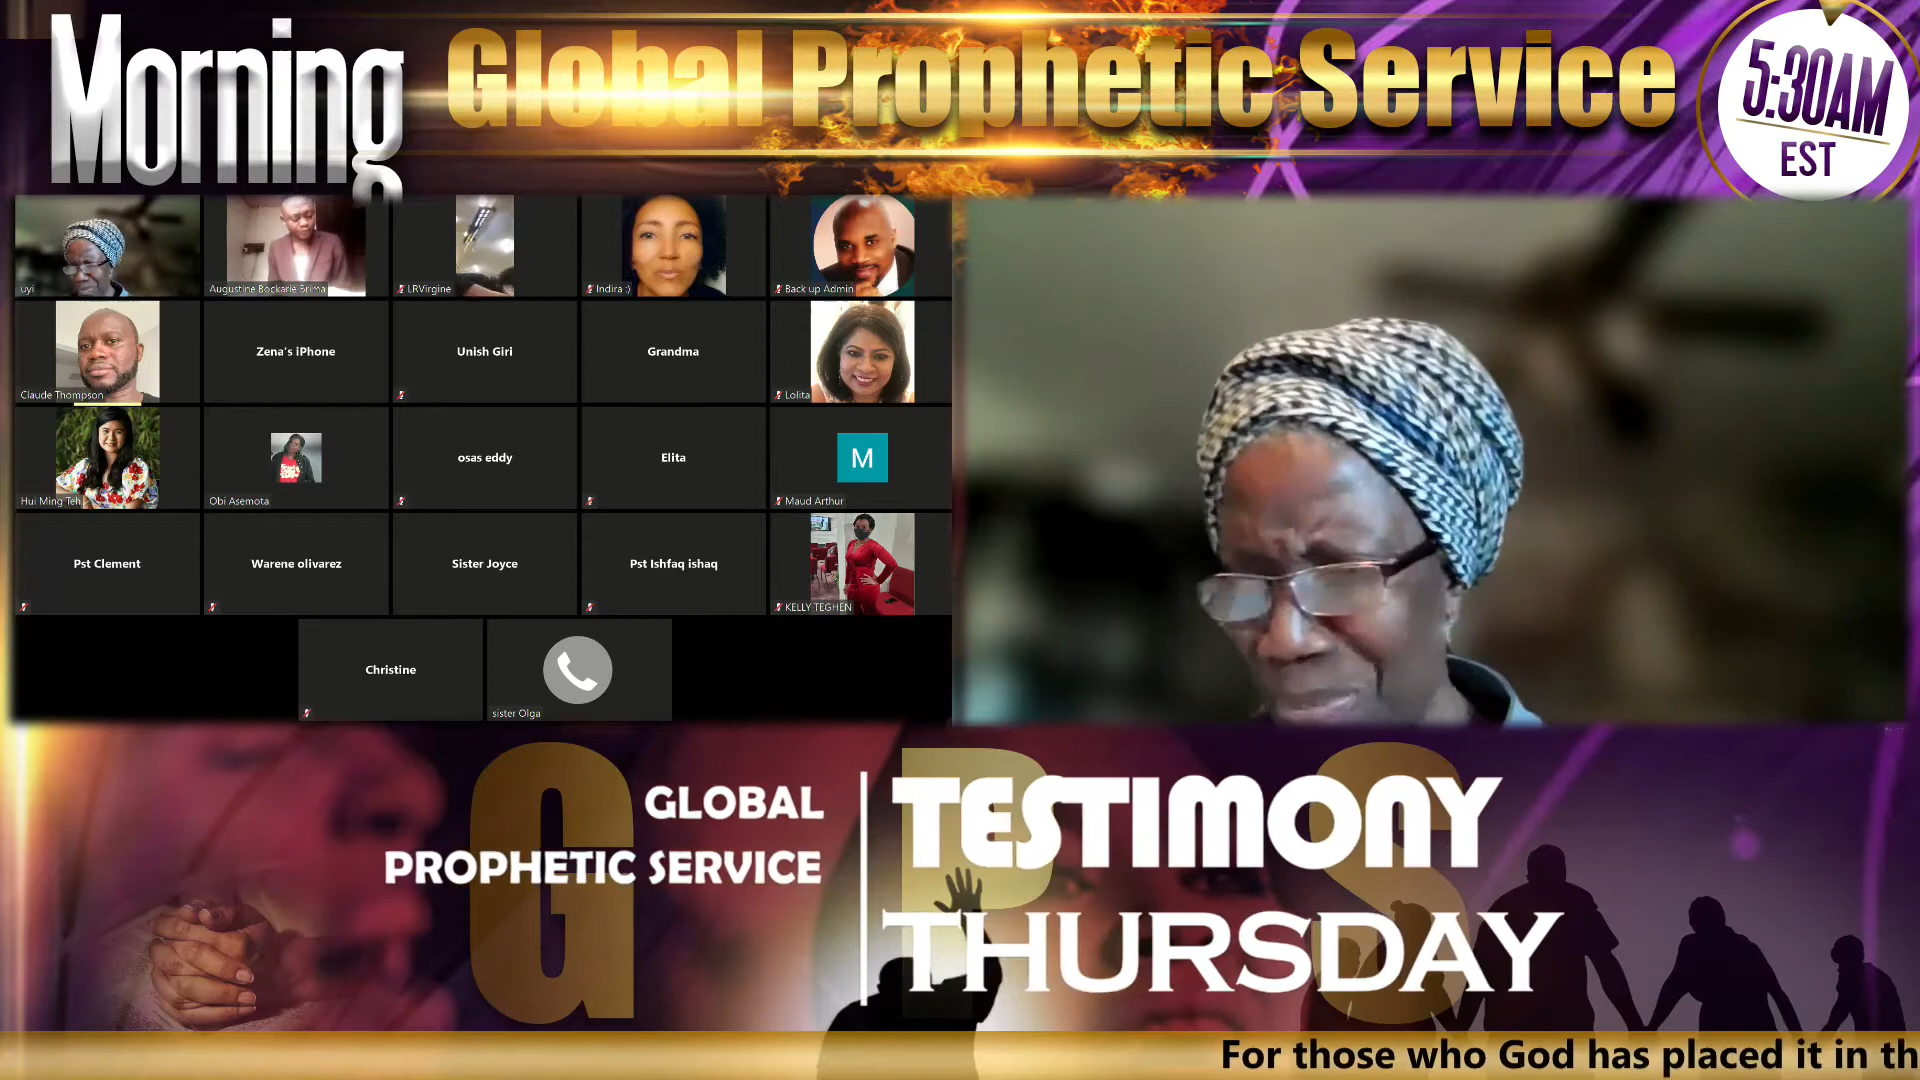 Morning
Global Prophetic Service
5:30AM
EST
uyi
Augustine Bockarie Brima
LRVirgine
Indira :)
Back up Admin
Claude Thompson
Zena's iPhone
Unish Giri
Grandma
Lolita
Hui Ming Teh
Obi Asemota
osas eddy
Elita
M
Maud Arthur
Pst Clement
Warene olivarez
Sister Joyce
Pst Ishfaq ishaq
KELLY TEGHEN
Christine
sister Olga
GPS
GLOBAL
PROPHETIC SERVICE
TESTIMONY
THURSDAY
For those who God has placed it in th